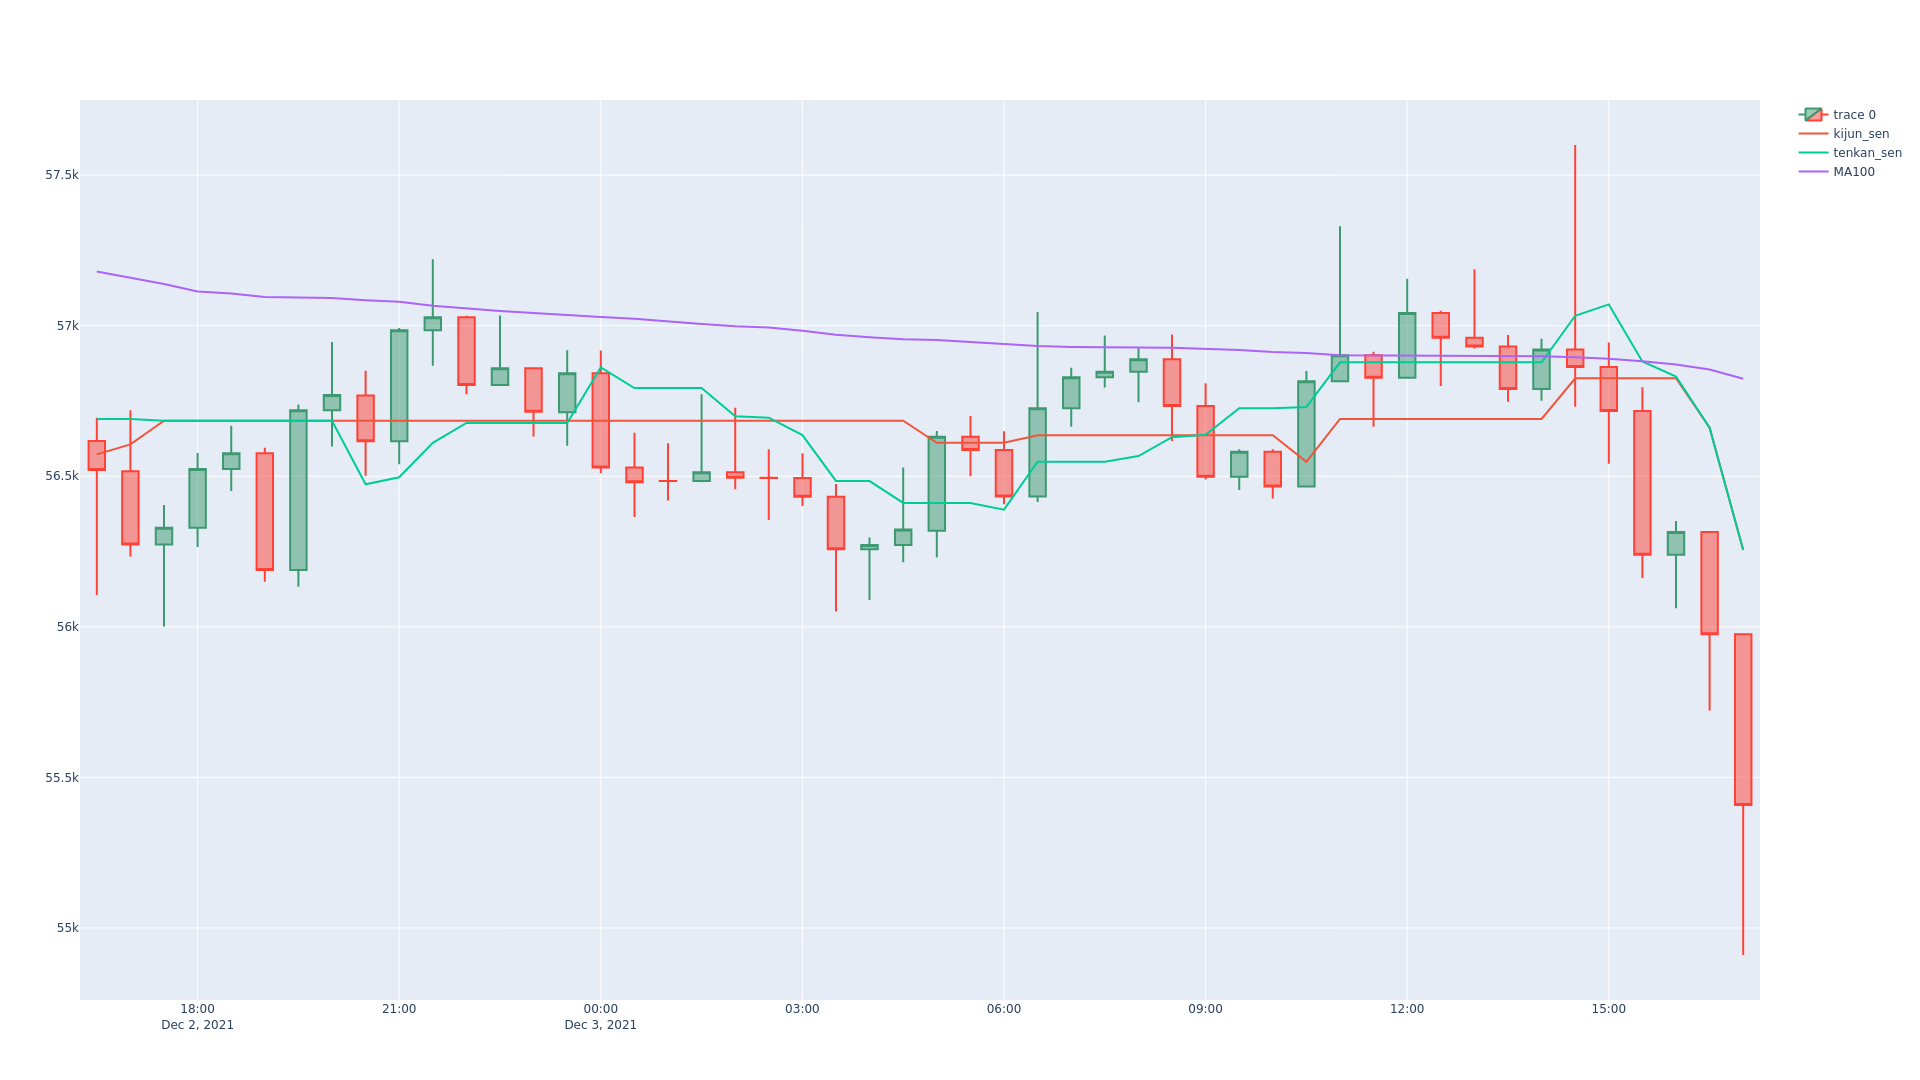 trace 0
kijun_sen
tenkan_sen
MA100
57.5k
57k
56.5k
56k
55.5k
55k
18:00 21:00 00:00 03:00 06:00 09:00 12:00 15:00
Dec 2, 2021 Dec 3, 2021